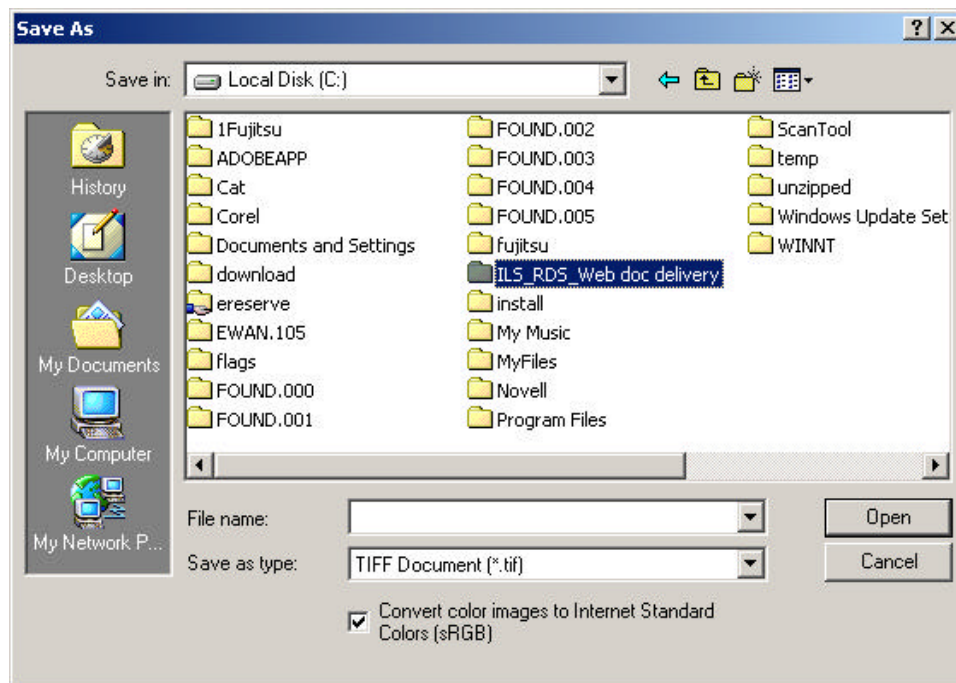 Save As
Save in:
Local Disk (C:)
History
Desktop
My Documents
My Computer
My Network P...
1Fujitsu
ADOBEAPP
Cat
Corel
Documents and Settings
download
ereserve
EWAN.105
flags
FOUND.000
FOUND.001
FOUND.002
FOUND.003
FOUND.004
FOUND.005
fujitsu
ILS_RDS_Web doc delivery
install
My Music
MyFiles
Novell
Program Files
ScanTool
temp
unzipped
Windows Update Set
WINNT
File name:
Open
Save as type:
TIFF Document (*.tif)
Cancel
Convert color images to Internet Standard
Colors (sRGB)